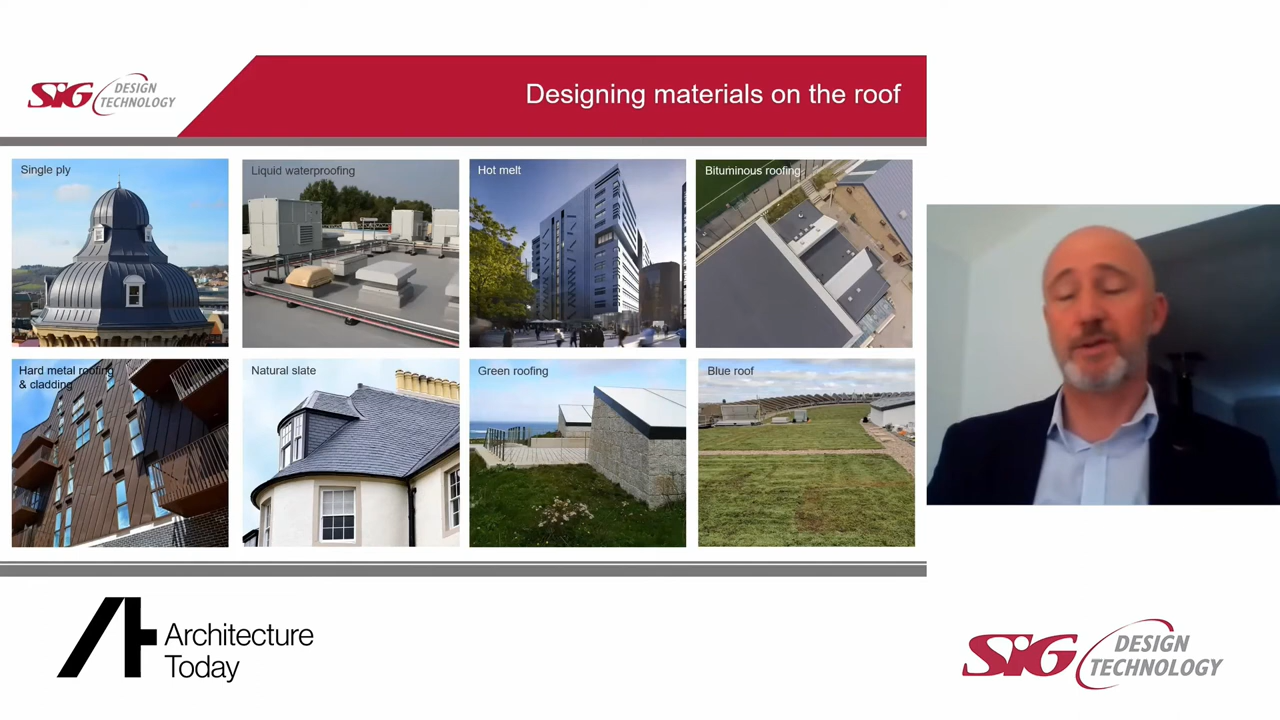 SiG DESIGN
TECHNOLOGY
Designing materials on the roof
Single ply
Liquid waterproofing
Hot melt
Bituminous roofing
Hard metal roofing
& cladding
Natural slate
Green roofing
Blue roof
Architecture
Today
SiG DESIGN
TECHNOLOGY